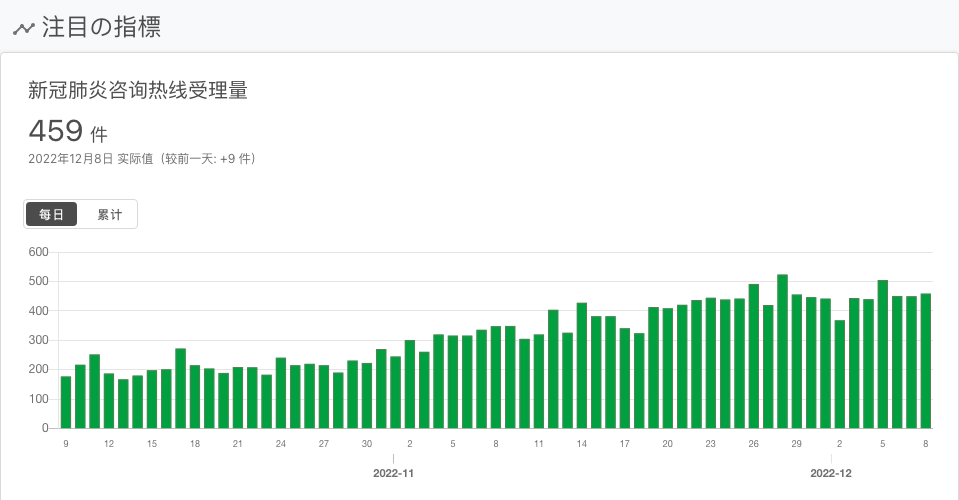 注目の指標
新冠肺炎咨询热线受理量
459 件
2022年12月8日 实际值（较前一天: +9 件）
每日 累计
600
500
400
300
200
100
0
9 12 15 18 21 24 27 30 2 5 8 11 14 17 20 23 26 29 2 5 8
2022-11 2022-12